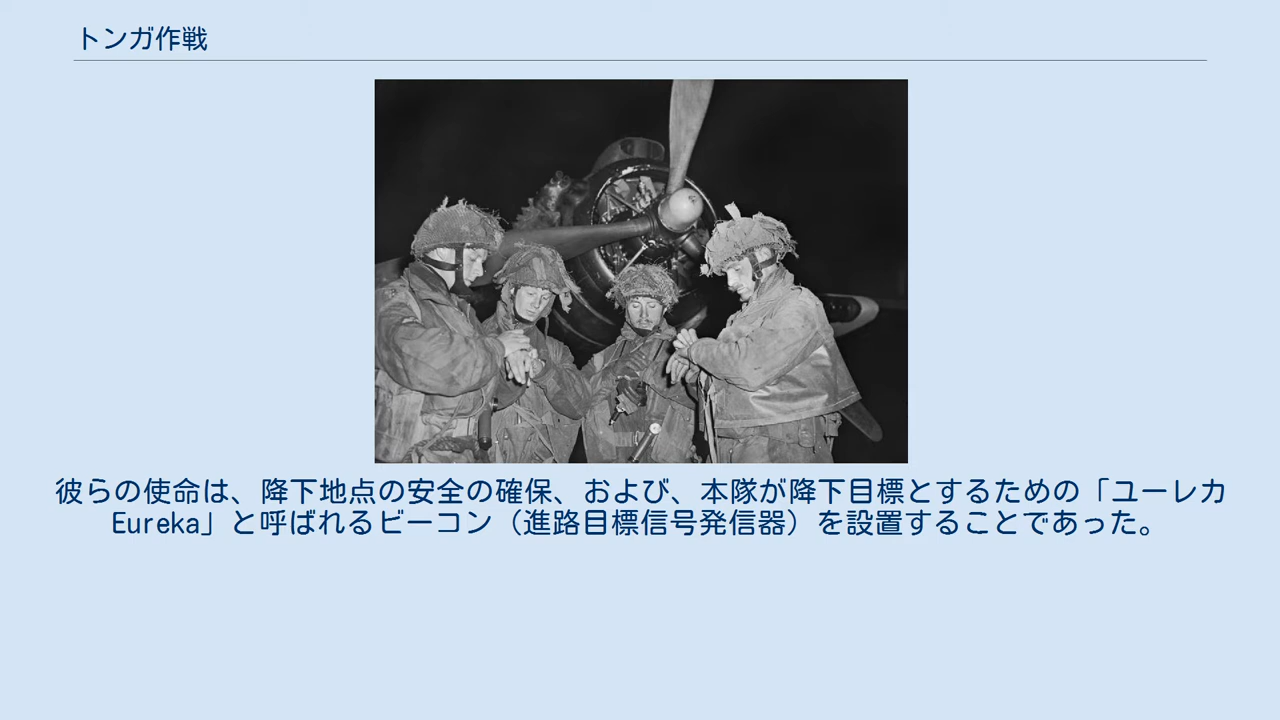 トンガ作戦
彼らの使命は、降下地点の安全の確保、および、本隊が降下目標とするための「ユーレカ
Eureka」と呼ばれるビーコン（進路目標信号発信器）を設置することであった。